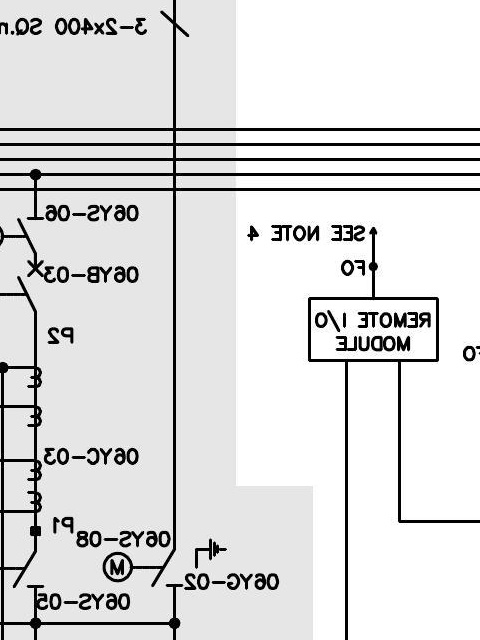 3-2x400 SQ.m
06YS-06
SEE NOTE 4
06YB-03
FO
REMOTE I/O
MODULE
P2
FO
06YC-03
P1
06YS-08
M
06YG-02
06YS-05